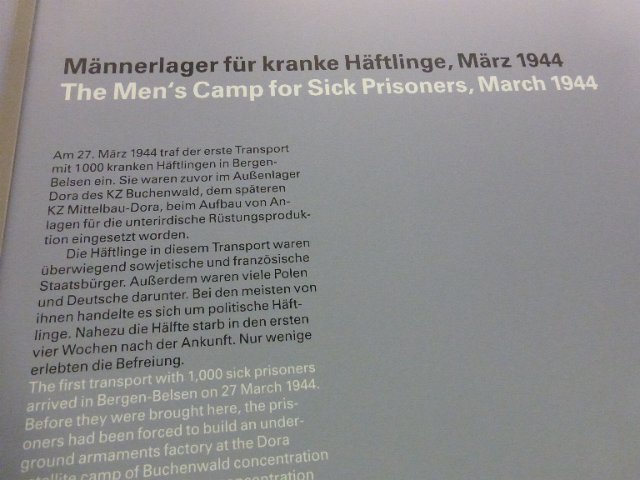 Männerlager für kranke Häftlinge, März 1944
The Men's Camp for Sick Prisoners, March 1944
Am 27. März 1944 traf der erste Transport
mit 1000 kranken Häftlingen in Bergen-
Belsen ein. Sie waren zuvor im Außenlager
Dora des KZ Buchenwald, dem späteren
KZ Mittelbau-Dora, beim Aufbau von An-
lagen für die unterirdische Rüstungsproduk-
tion eingesetzt worden.
Die Häftlinge in diesem Transport waren
überwiegend sowjetische und französische
Staatsbürger. Außerdem waren viele Polen
und Deutsche darunter. Bei den meisten von
ihnen handelte es sich um politische Häft-
linge. Nahezu die Hälfte starb in den ersten
vier Wochen nach der Ankunft. Nur wenige
erlebten die Befreiung.
The first transport with 1,000 sick prisoners
arrived in Bergen-Belsen on 27 March 1944.
Before they were brought here, the pris-
oners had been forced to build an under-
ground armaments factory at the Dora
satellite camp of Buchenwald concentration
concentration